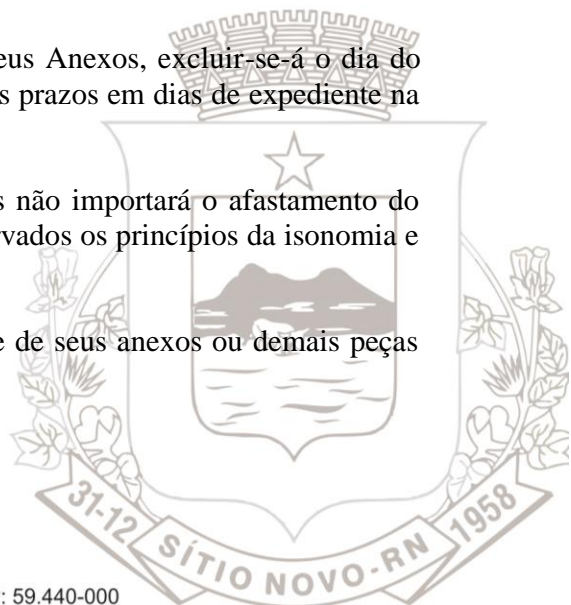 eus Anexos, excluir-se-á o dia do
s prazos em dias de expediente na
s não importará o afastamento do
rvados os princípios da isonomia e
e de seus anexos ou demais peças
31-12 SÍTIO NOVO-RN 1958
: 59.440-000